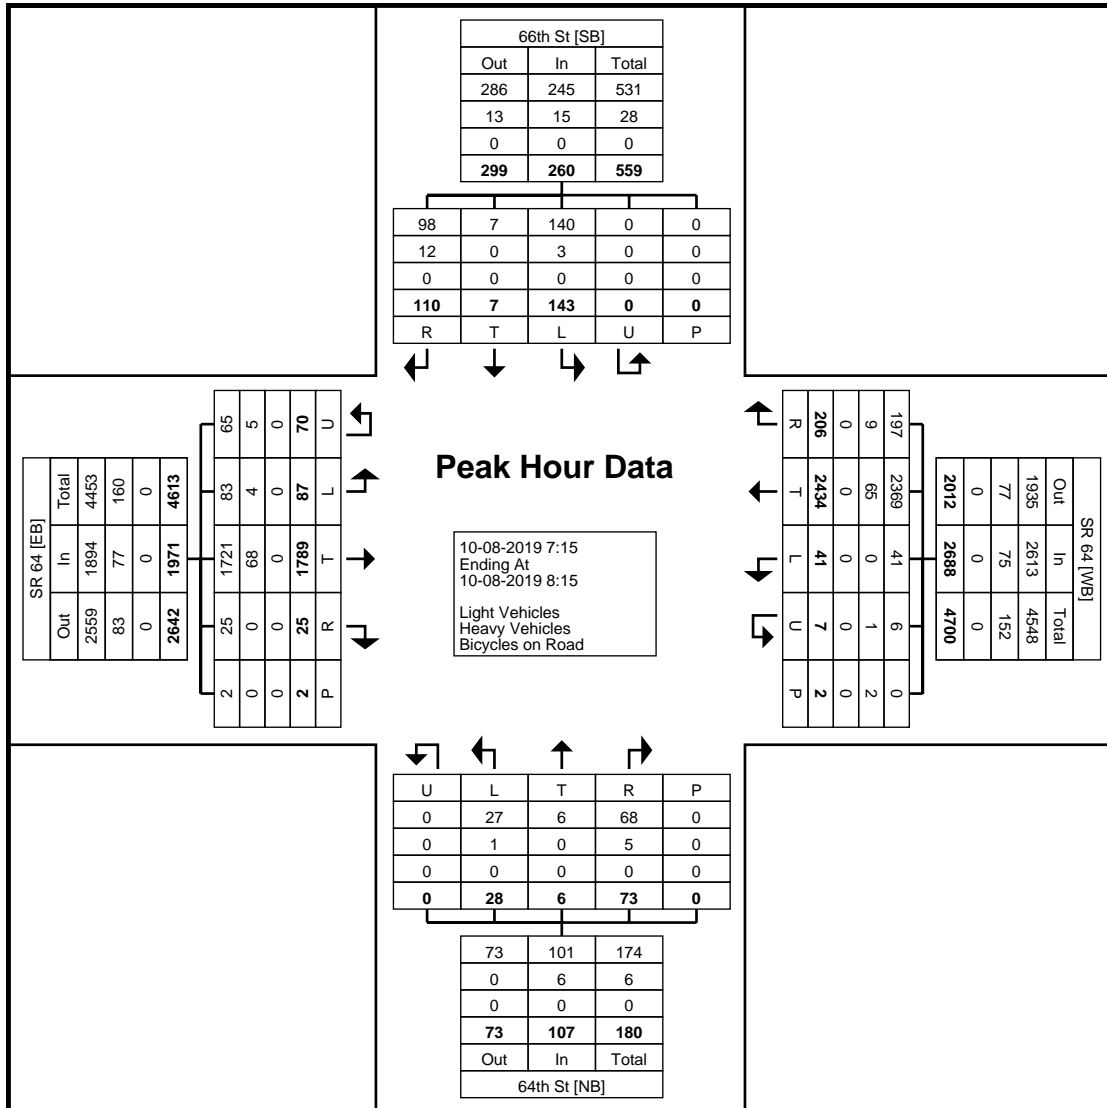 66th St [SB]
Out In Total
286 245 531
13 15 28
0 0 0
299 260 559
98 7 140 0 0
12 0 3 0 0
0 0 0 0 0
110 7 143 0 0
R T L U P
SR 64 [EB]
Total 4453 160 0 4613
In 1894 77 0 1971
Out 2559 83 0 2642
65 5 0 70 U
83 4 0 87 L
1721 68 0 1789 T
25 0 0 25 R
2 0 0 2 P
Peak Hour Data
10-08-2019 7:15
Ending At
10-08-2019 8:15
Light Vehicles
Heavy Vehicles
Bicycles on Road
R 206 0 9 197
T 2434 0 65 2369
L 41 0 0 41
U 7 0 1 6
P 2 0 2 0
2012 0 77 1935 Out
2688 0 75 2613 In
4700 0 152 4548 Total
SR 64 [WB]
U L T R P
0 27 6 68 0
0 1 0 5 0
0 0 0 0 0
0 28 6 73 0
73 101 174
0 6 6
0 0 0
73 107 180
Out In Total
64th St [NB]